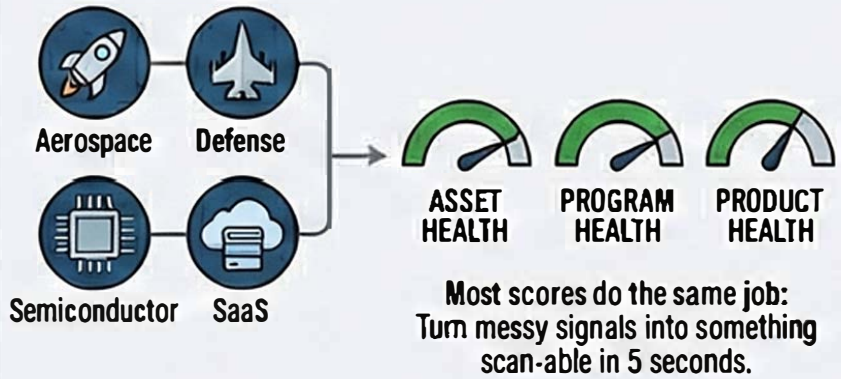 Aerospace
Defense
Semiconductor
SaaS
ASSET
HEALTH
PROGRAM
HEALTH
PRODUCT
HEALTH
Most scores do the same job:
Turn messy signals into something
scan-able in 5 seconds.